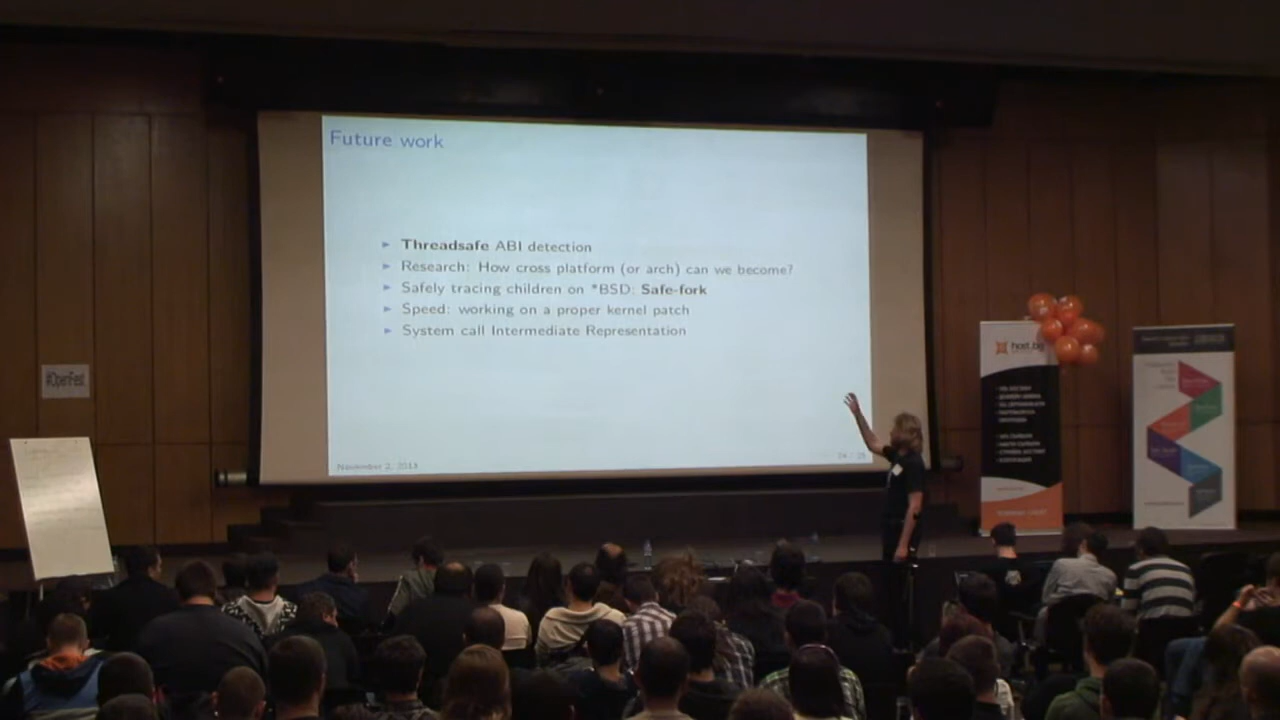 Future work
Threadsafe ABI detection
Research: How cross platform (or arch) can we become?
Safely tracing children on *BSD: Safe-fork
Speed: working on a proper kernel patch
System call Intermediate Representation
November 2, 2013
#OpenFest
host.bg